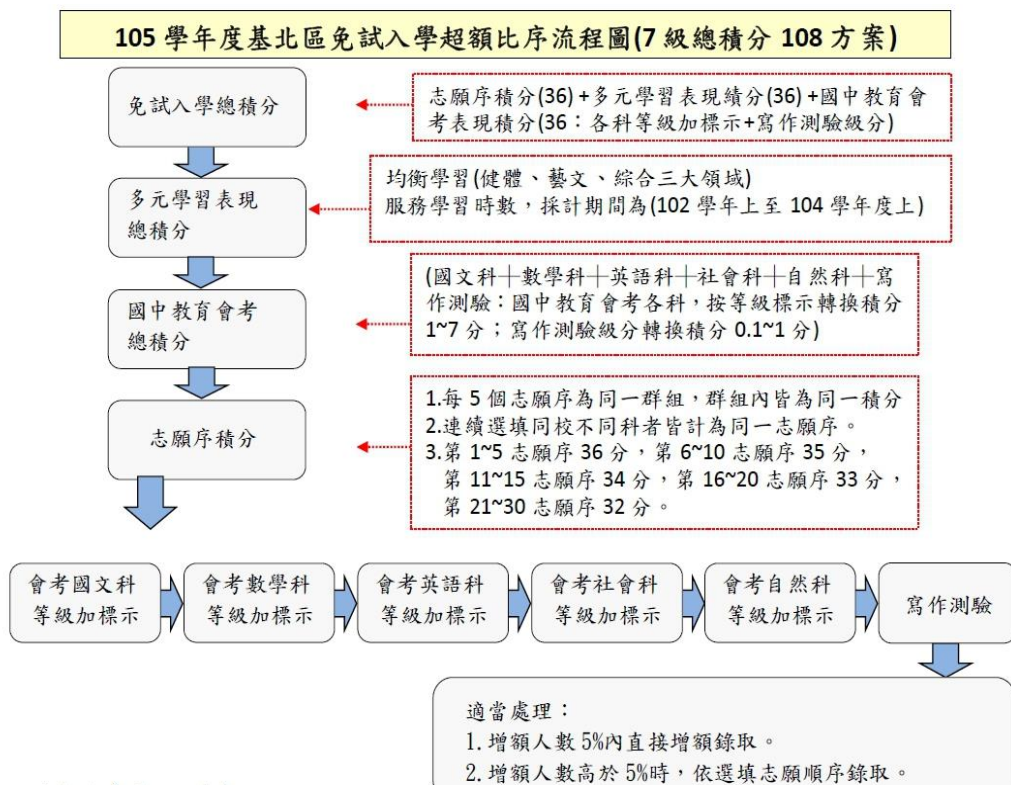 105 學年度基北區免試入學超額比序流程圖(7 級總積分 108 方案)
免試入學總積分
志願序積分(36) +多元學習表現績分(36) +國中教育會
考表現積分(36：各科等級加標示+寫作測驗級分)
多元學習表現
總積分
均衡學習(健體、藝文、綜合三大領域)
服務學習時數，採計期間為(102 學年上至 104 學年度上)
國中教育會考
總積分
(國文科＋數學科＋英語科＋社會科＋自然科＋寫
作測驗：國中教育會考各科，按等級標示轉換積分
1~7 分；寫作測驗級分轉換積分 0.1~1 分)
志願序積分
1.每 5 個志願序為同一群組，群組內皆為同一積分
2.連續選填同校不同科者皆計為同一志願序。
3.第 1~5 志願序 36 分，第 6~10 志願序 35 分，
第 11~15 志願序 34 分，第 16~20 志願序 33 分，
第 21~30 志願序 32 分。
會考國文科
等級加標示
會考數學科
等級加標示
會考英語科
等級加標示
會考社會科
等級加標示
會考自然科
等級加標示
寫作測驗
適當處理：
1. 增額人數 5%內直接增額錄取。
2. 增額人數高於 5%時，依選填志願順序錄取。